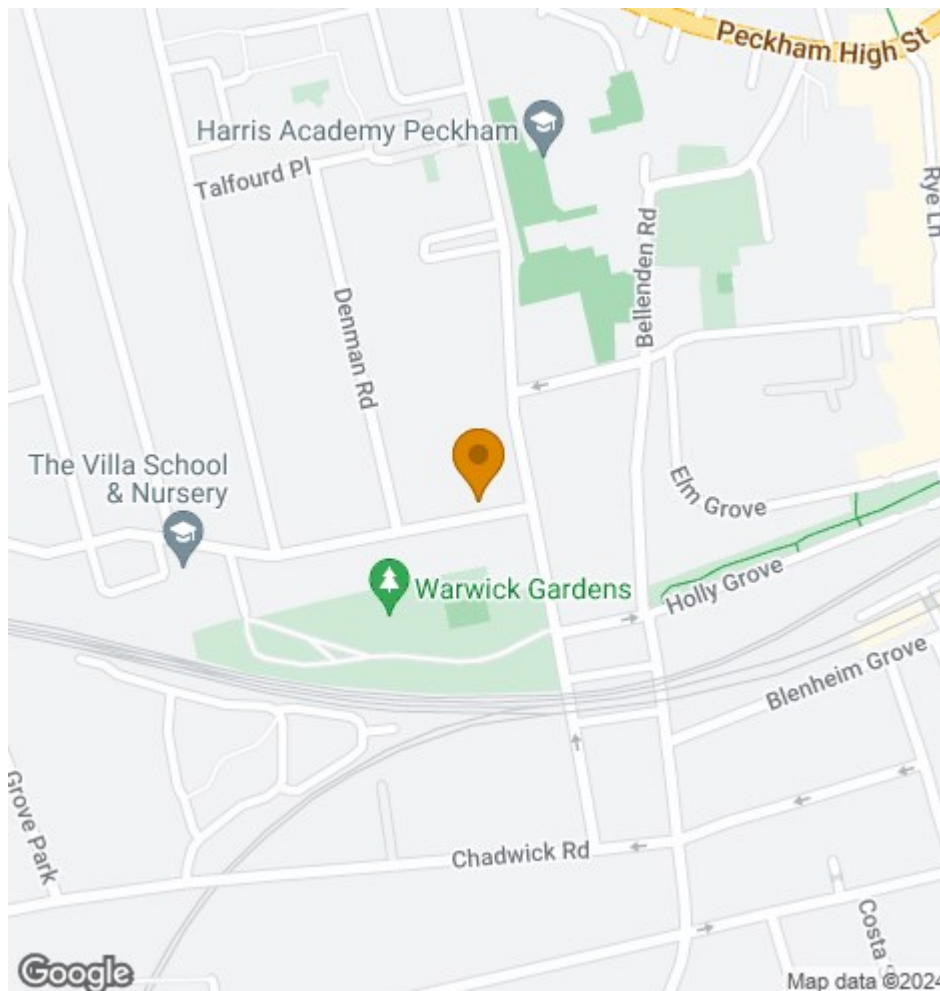 Peckham High St
Harris Academy Peckham
Talfourd Pl
Rye Ln
Bellenden Rd
Denman Rd
The Villa School
& Nursery
Elm Grove
Warwick Gardens
Holly Grove
Blenheim Grove
Grove Park
Chadwick Rd
Costa
Google
Map data ©2024